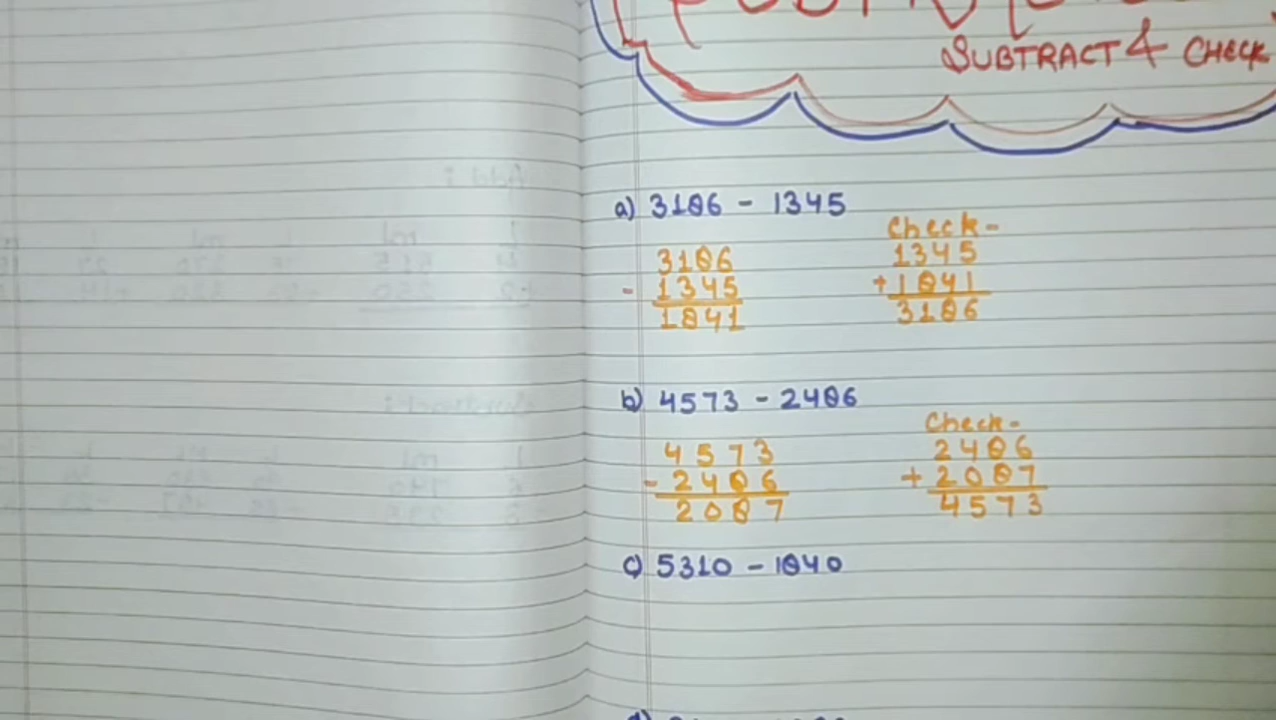 SUBTRACT & CHECK
a) 3186 - 1345
3186
- 1345
1841
Check -
1345
+ 1841
3186
b) 4573 - 2486
4573
- 2486
2087
Check -
2486
+ 2087
4573
c) 5310 - 1840